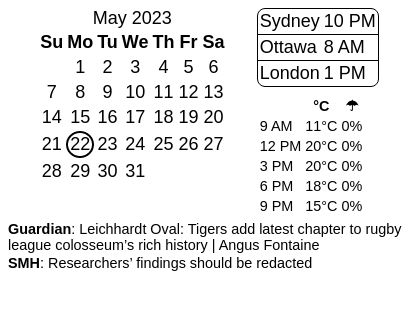 May 2023
Su Mo Tu We Th Fr Sa
1 2 3 4 5 6
7 8 9 10 11 12 13
14 15 16 17 18 19 20
21 22 23 24 25 26 27
28 29 30 31
Sydney 10 PM
Ottawa 8 AM
London 1 PM
°C ☂
9 AM 11°C 0%
12 PM 20°C 0%
3 PM 20°C 0%
6 PM 18°C 0%
9 PM 15°C 0%
Guardian: Leichhardt Oval: Tigers add latest chapter to rugby
league colosseum’s rich history | Angus Fontaine
SMH: Researchers’ findings should be redacted